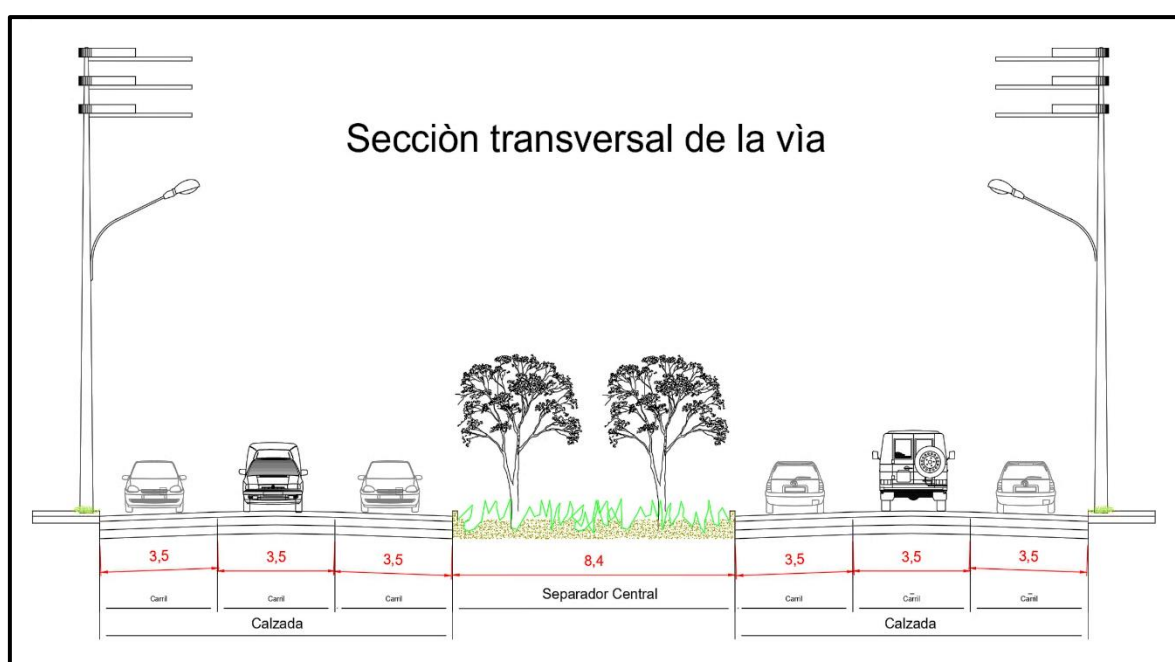 Secciòn transversal de la vìa
3,5 3,5 3,5 8,4 3,5 3,5 3,5
Carril Carril Carril Separador Central Carril Carril Carril
Calzada Calzada